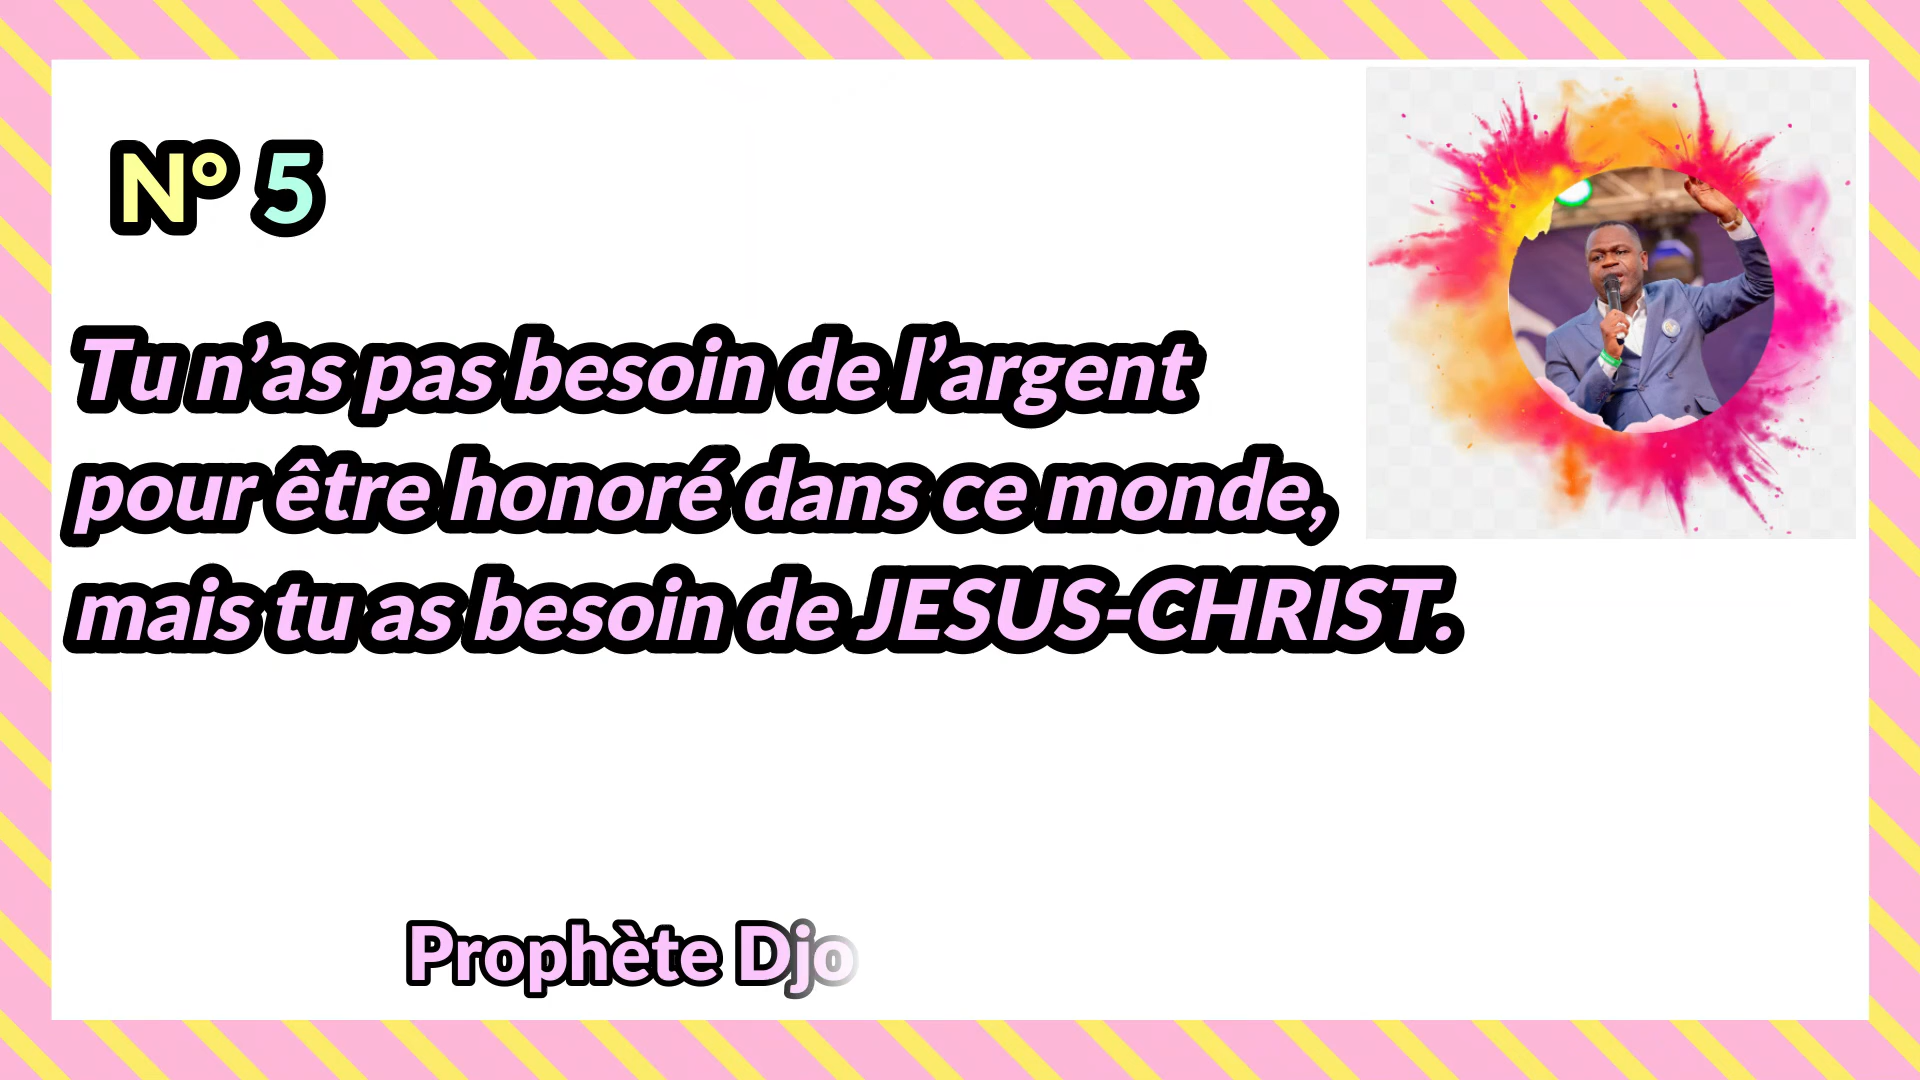 N° 5
Tu n’as pas besoin de l’argent
pour être honoré dans ce monde,
mais tu as besoin de JESUS-CHRIST.
Prophète